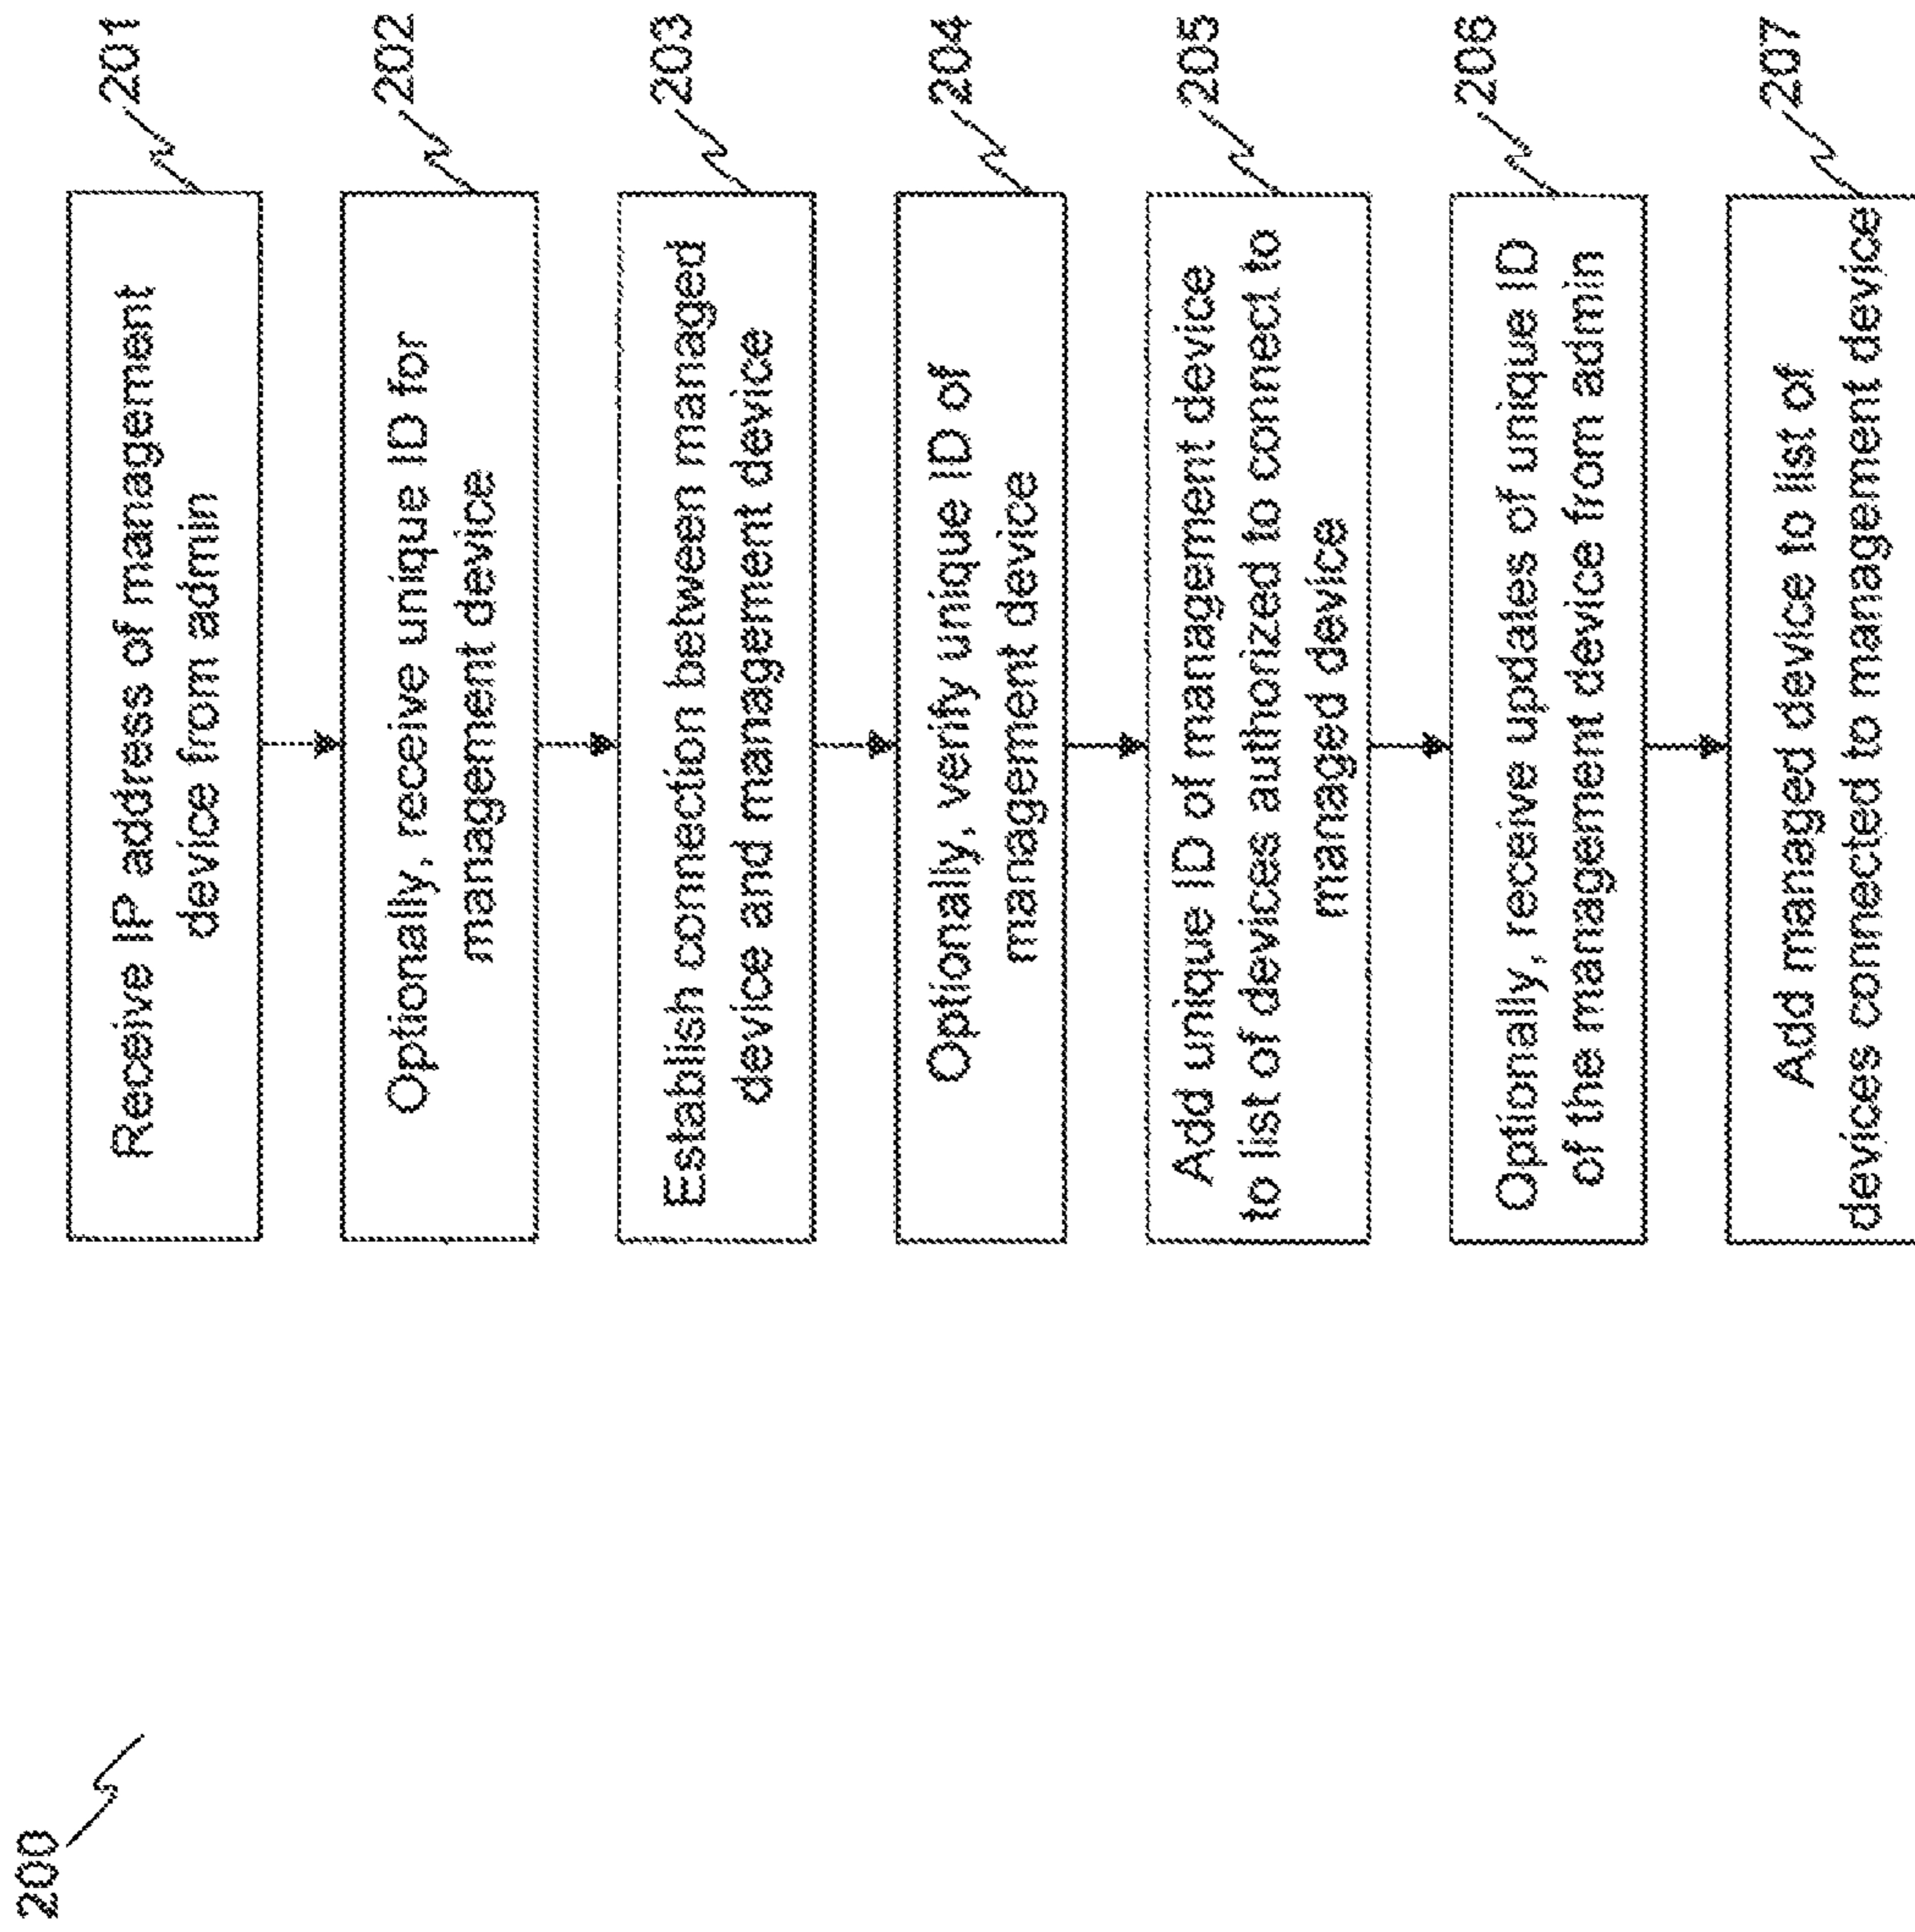 200
Receive IP address of management
device from admin
201
Optionally, receive unique ID for
management device
202
Establish connection between managed
device and management device
203
Optionally, verify unique ID of
management device
204
Add unique ID of management device
to list of devices authorized to connect to
managed device
205
Optionally, receive updates of unique ID
of the management device from admin
206
Add managed device to list of
devices connected to management device
207